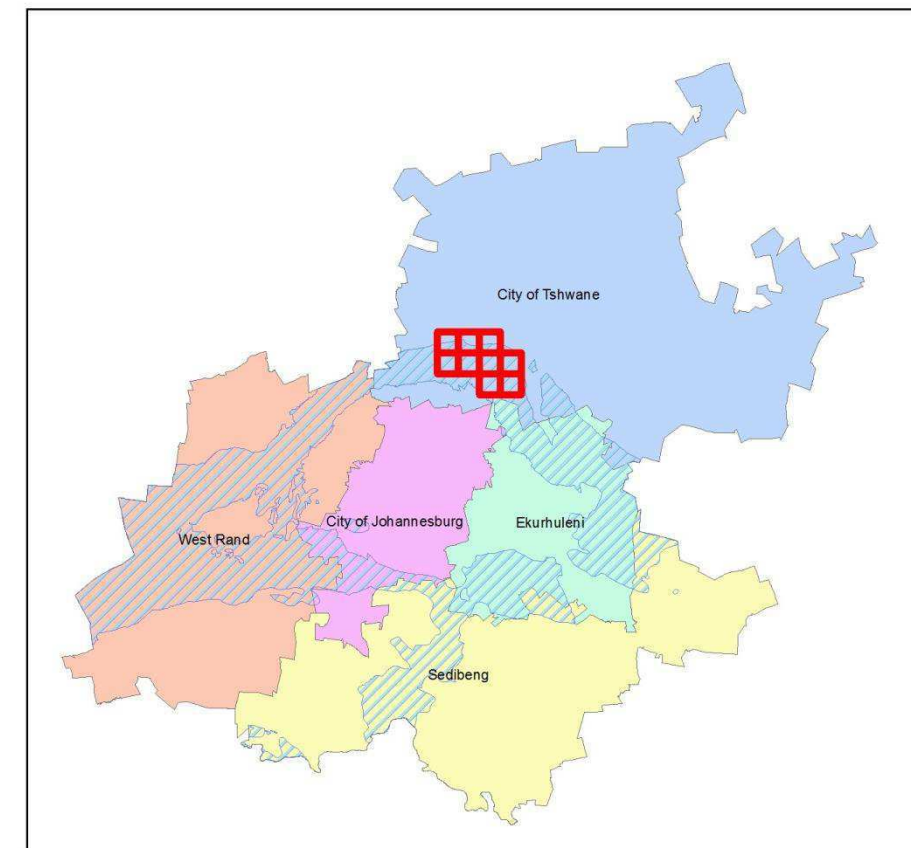 City of Tshwane
City of Johannesburg
Ekurhuleni
West Rand
Sedibeng